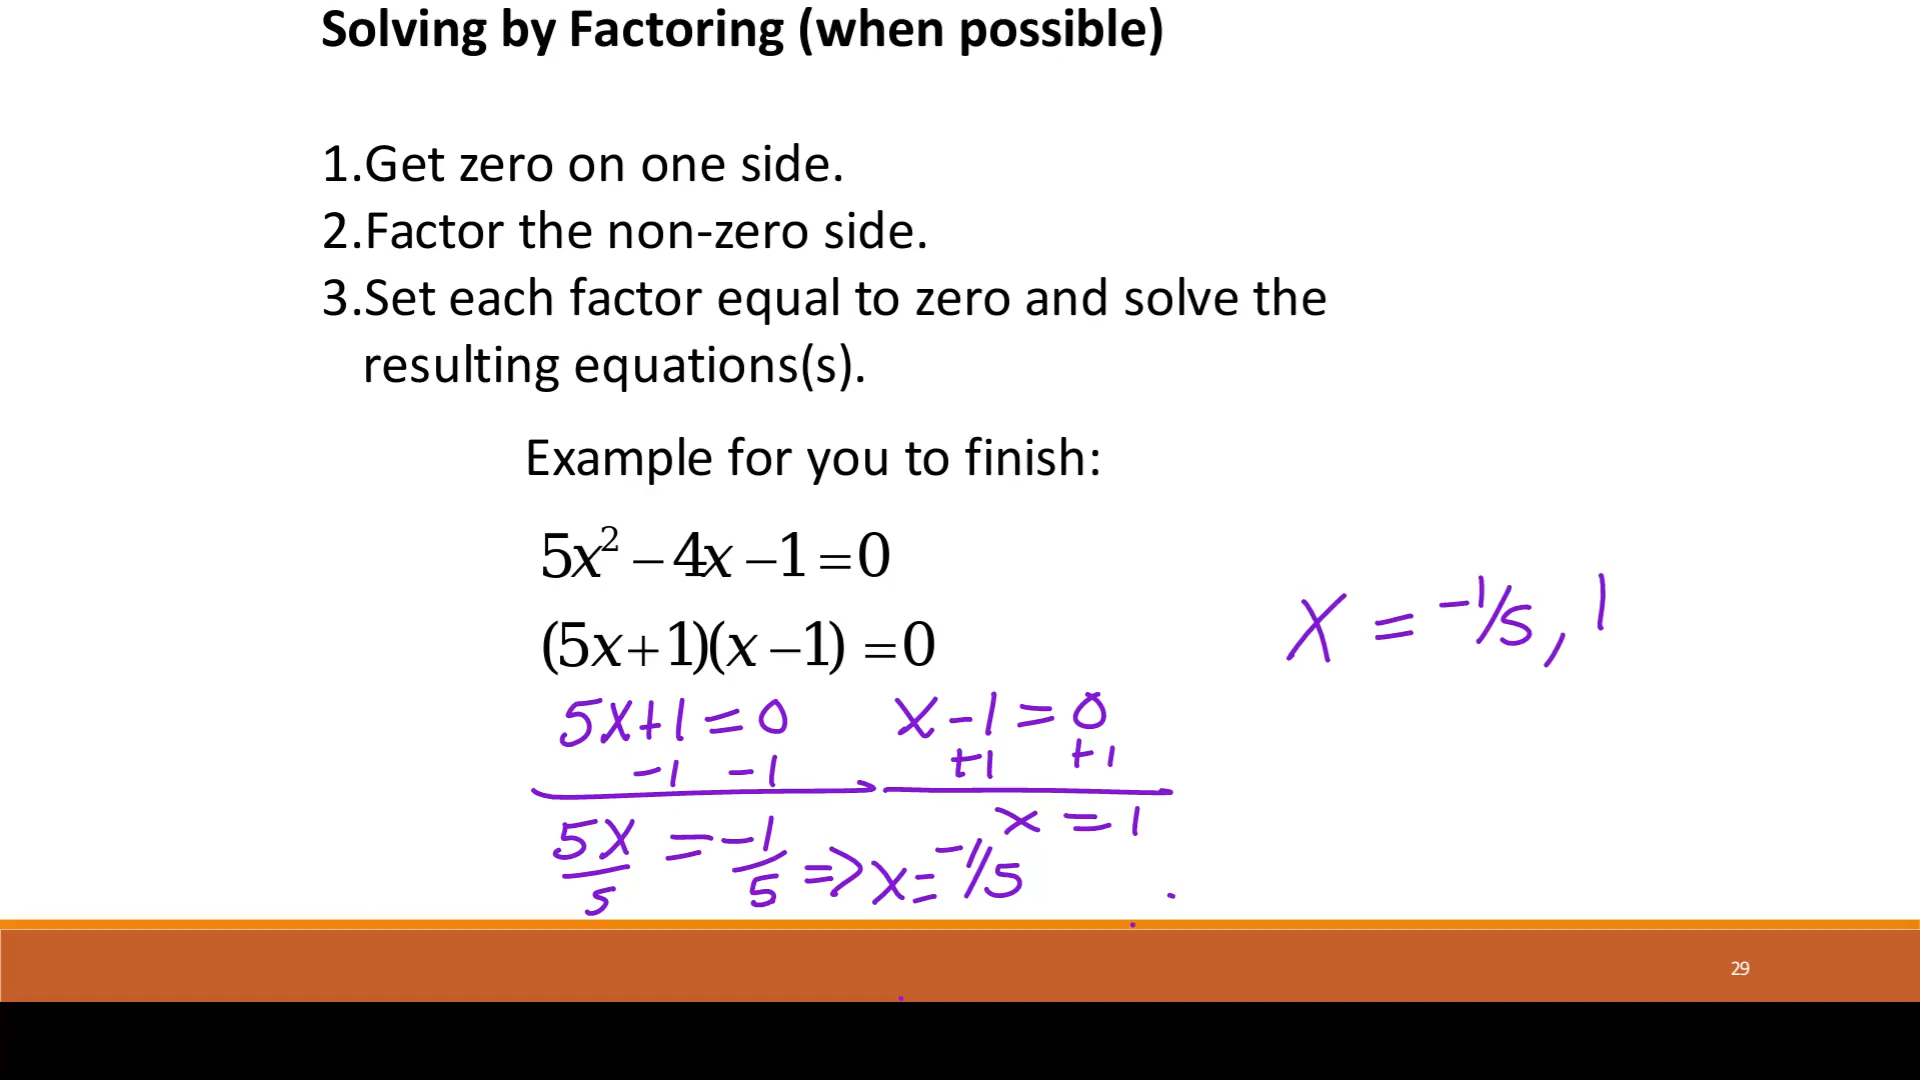 Solving by Factoring (when possible)
1.Get zero on one side.
2.Factor the non-zero side.
3.Set each factor equal to zero and solve the
resulting equations(s).
Example for you to finish:
5x² – 4x –1 =0
(5x+1)(x –1) =0
x = -1/5, 1
5x+1=0 x-1=0
-1 -1 +1 +1
5x/5 = -1/5 => x= -1/5
x = 1
29